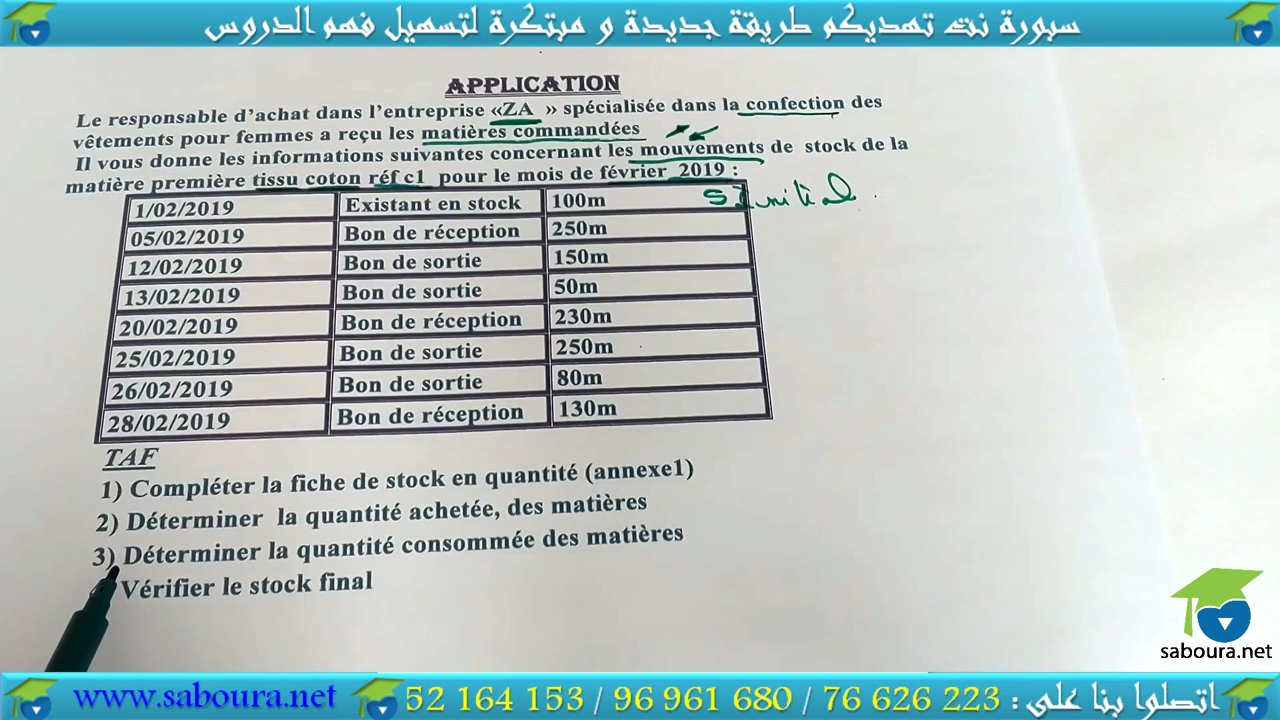 سبورة نت تهديكم طريقة جديدة و مبتكرة لتسهيل فهم الدروس
APPLICATION
Le responsable d'achat dans l'entreprise «ZA » spécialisée dans la confection des
vêtements pour femmes a reçu les matières commandées
Il vous donne les informations suivantes concernant les mouvements de stock de la
matière première tissu coton réf c1 pour le mois de février 2019 :
1/02/2019 Existant en stock 100m S Initial
05/02/2019 Bon de réception 250m
12/02/2019 Bon de sortie 150m
13/02/2019 Bon de sortie 50m
20/02/2019 Bon de réception 230m
25/02/2019 Bon de sortie 250m
26/02/2019 Bon de sortie 80m
28/02/2019 Bon de réception 130m
TAF
1) Compléter la fiche de stock en quantité (annexe1)
2) Déterminer la quantité achetée, des matières
3) Déterminer la quantité consommée des matières
Vérifier le stock final
saboura.net
www.saboura.net
اتصلوا بنا على : 52 164 153 / 96 961 680 / 76 626 223